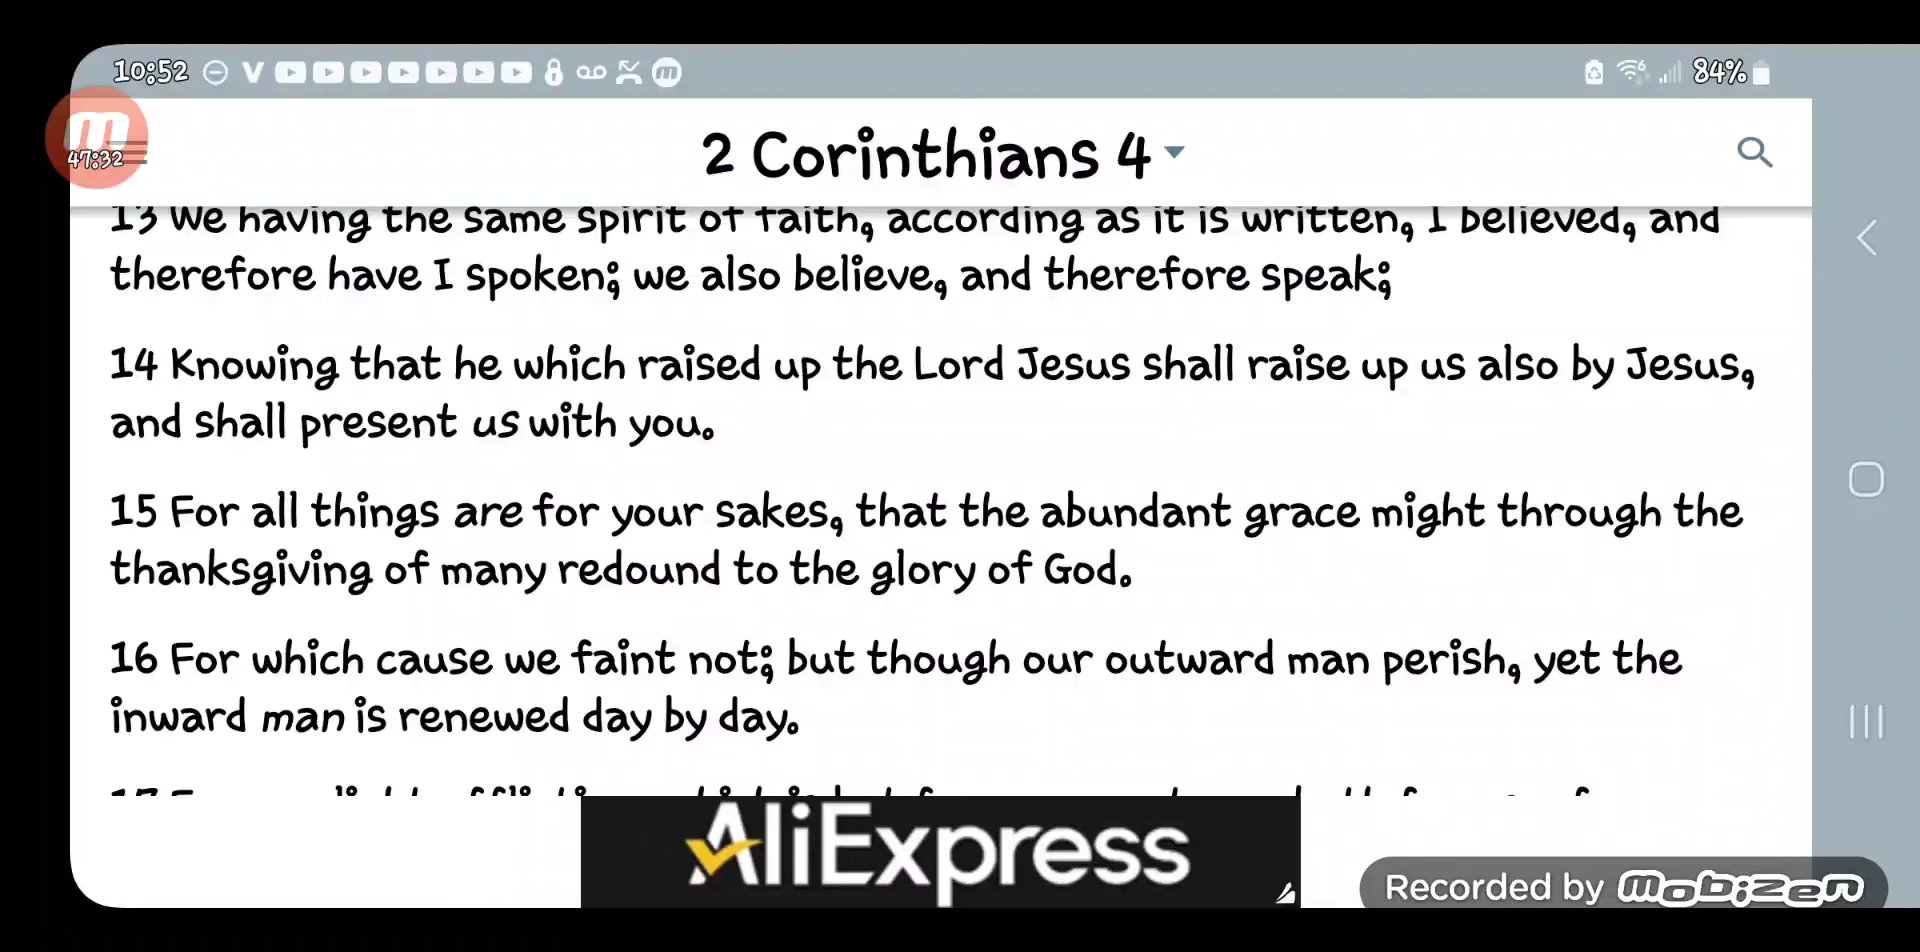 10:52 V 84%
47:32
2 Corinthians 4
13 We having the same spirit of faith, according as it is written, I believed, and
therefore have I spoken; we also believe, and therefore speak;
14 Knowing that he which raised up the Lord Jesus shall raise up us also by Jesus,
and shall present us with you.
15 For all things are for your sakes, that the abundant grace might through the
thanksgiving of many redound to the glory of God.
16 For which cause we faint not; but though our outward man perish, yet the
inward man is renewed day by day.
AliExpress
Recorded by mobizen